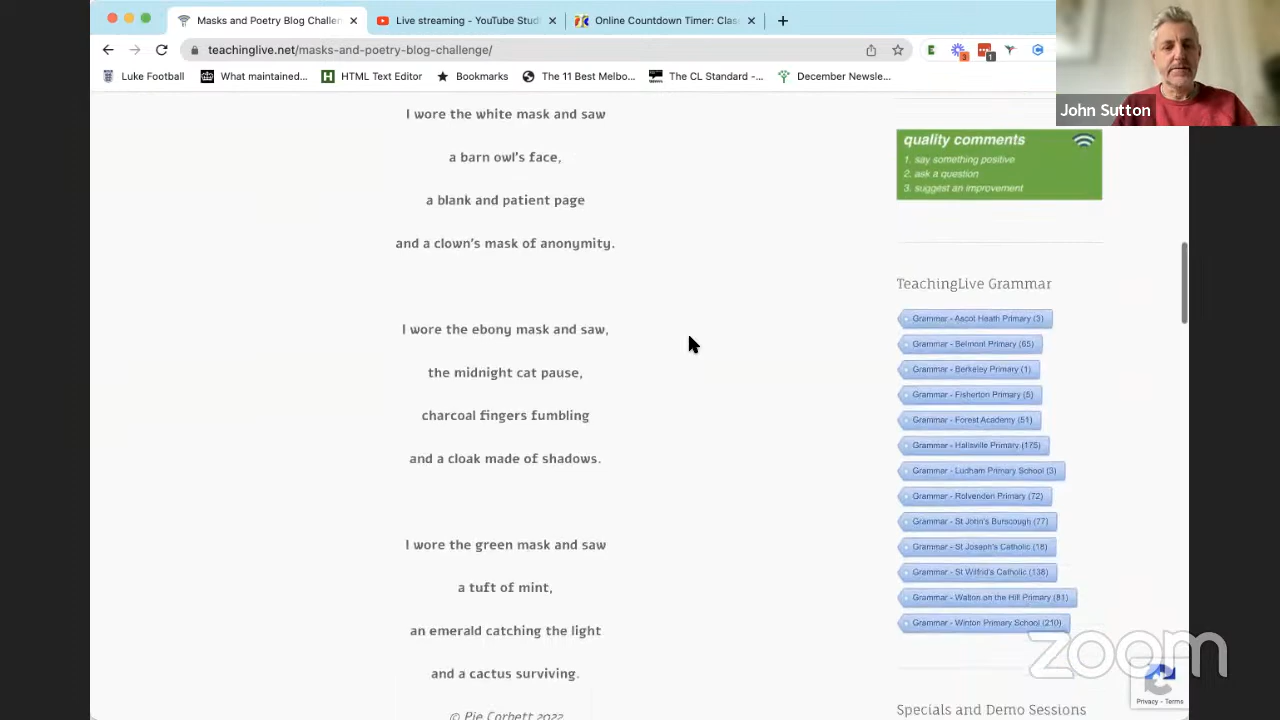 Masks and Poetry Blog Challen
Live streaming - YouTube Stud
Online Countdown Timer: Clas
teachinglive.net/masks-and-poetry-blog-challenge/
3
1
Luke Football
What maintained...
HTML Text Editor
Bookmarks
The 11 Best Melbo...
The CL Standard -...
December Newsle...
John Sutton
I wore the white mask and saw
a barn owl's face,
a blank and patient page
and a clown's mask of anonymity.
I wore the ebony mask and saw,
the midnight cat pause,
charcoal fingers fumbling
and a cloak made of shadows.
I wore the green mask and saw
a tuft of mint,
an emerald catching the light
and a cactus surviving.
© Pie Corbett 2022
quality comments
1. say something positive
2. ask a question
3. suggest an improvement
TeachingLive Grammar
Grammar - Ascot Heath Primary (3)
Grammar - Belmont Primary (65)
Grammar - Berkeley Primary (1)
Grammar - Fisherton Primary (5)
Grammar - Forest Academy (51)
Grammar - Hallsville Primary (175)
Grammar - Ludham Primary School (3)
Grammar - Rolvenden Primary (72)
Grammar - St John's Burscough (77)
Grammar - St Joseph's Catholic (18)
Grammar - St Wilfrid's Catholic (138)
Grammar - Walton on the Hill Primary (81)
Grammar - Winton Primary School (210)
zoom
Privacy - Terms
Specials and Demo Sessions